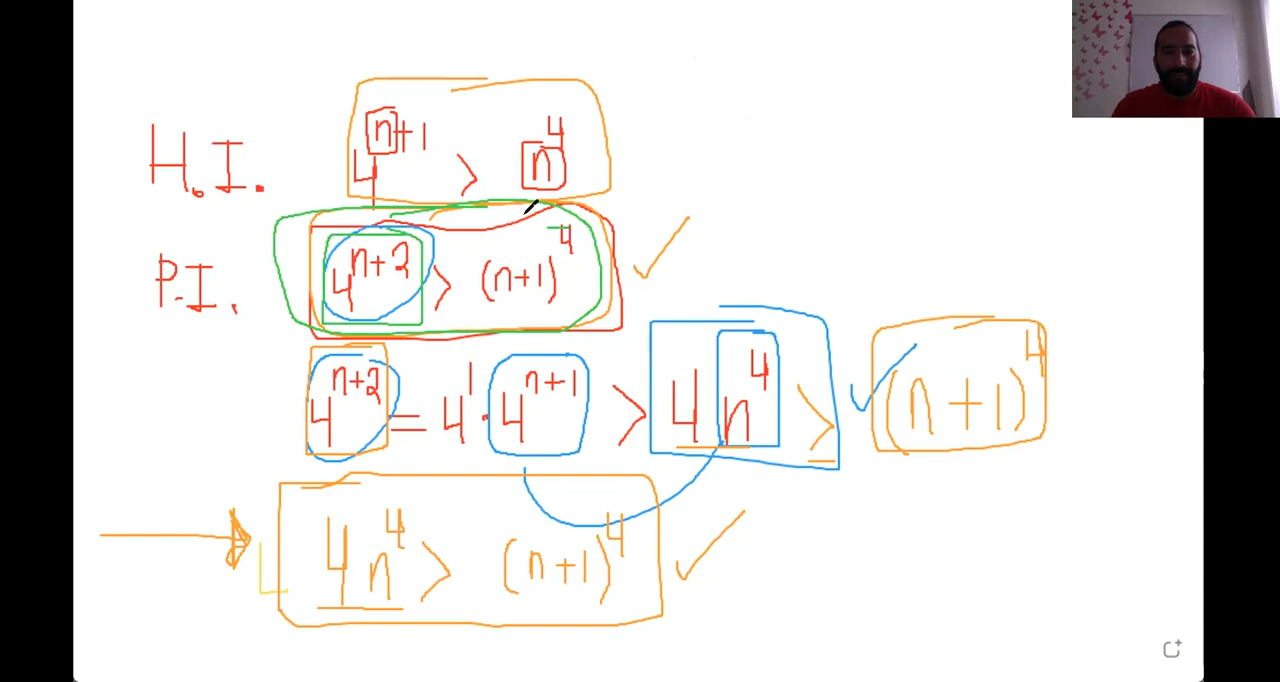 H.I. 4^{n+1} > n^4
P.I. 4^{n+2} > (n+1)^4
4^{n+2} = 4^1 · 4^{n+1} > 4n^4 > (n+1)^4
4n^4 > (n+1)^4